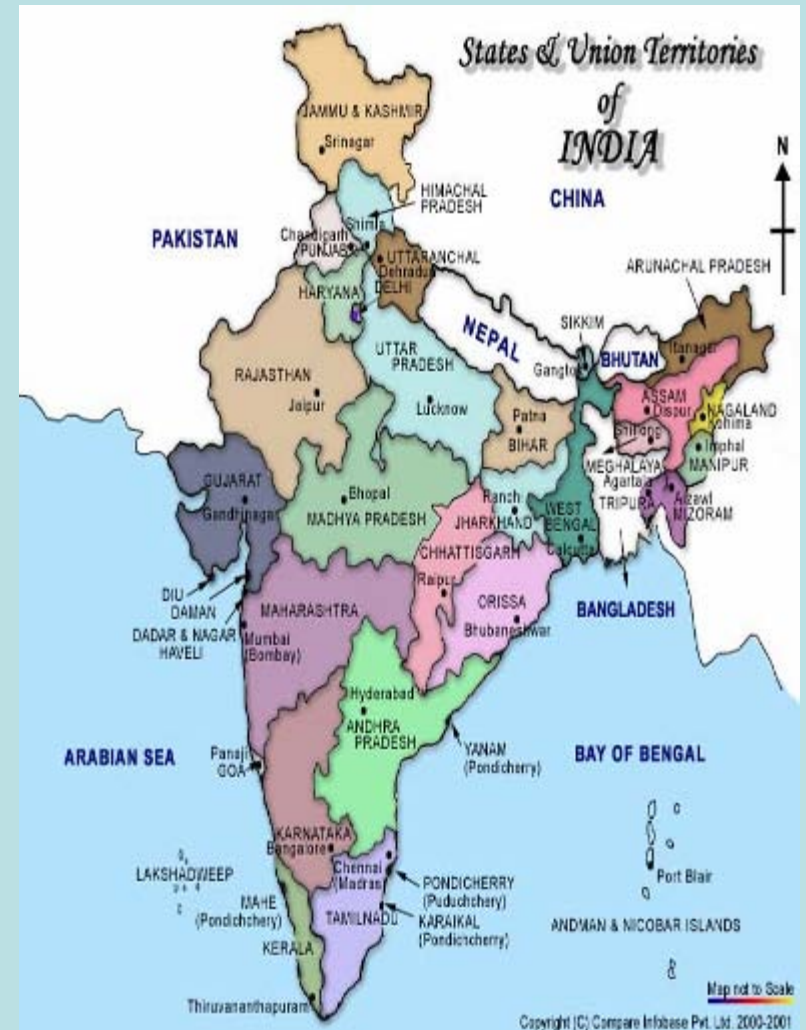 States & Union Territories
of
INDIA
N
JAMMU & KASHMIR
Srinagar
HIMACHAL
PRADESH
CHINA
PAKISTAN
Shimla
Chandigarh
PUNJAB
UTTARANCHAL
Dehradun
DELHI
HARYANA
ARUNACHAL PRADESH
NEPAL
SIKKIM
BHUTAN
Itanagar
Gangtok
UTTAR
PRADESH
RAJASTHAN
Jaipur
Lucknow
Patna
BIHAR
ASSAM
Dispur
NAGALAND
Kohima
Shillong
Imphal
MANIPUR
MEGHALAYA
Agartala
TRIPURA
Aizawl
MIZORAM
GUJARAT
Gandhinagar
Bhopal
MADHYA PRADESH
Ranch
JHARKHAND
WEST
BENGAL
Calcutta
CHHATTISGARH
Raipur
ORISSA
Bhubaneshwar
BANGLADESH
DIU
DAMAN
DADAR & NAGAR
HAVELI
MAHARASHTRA
Mumbai
(Bombay)
Hyderabad
ANDHRA
PRADESH
YANAM
(Pondicherry)
ARABIAN SEA
BAY OF BENGAL
Panaji
GOA
KARNATAKA
Bangalore
Chennai
(Madras)
LAKSHADWEEP
MAHE
(Pondichchery)
PONDICHERRY
(Puduchchery)
KARAIKAL
(Pondichcherry)
TAMILNADU
KERALA
Thiruvananthapuram
Port Blair
ANDMAN & NICOBAR ISLANDS
Map not to Scale
Copyright (C) Compare Infobase Pvt. Ltd. 2000-2001